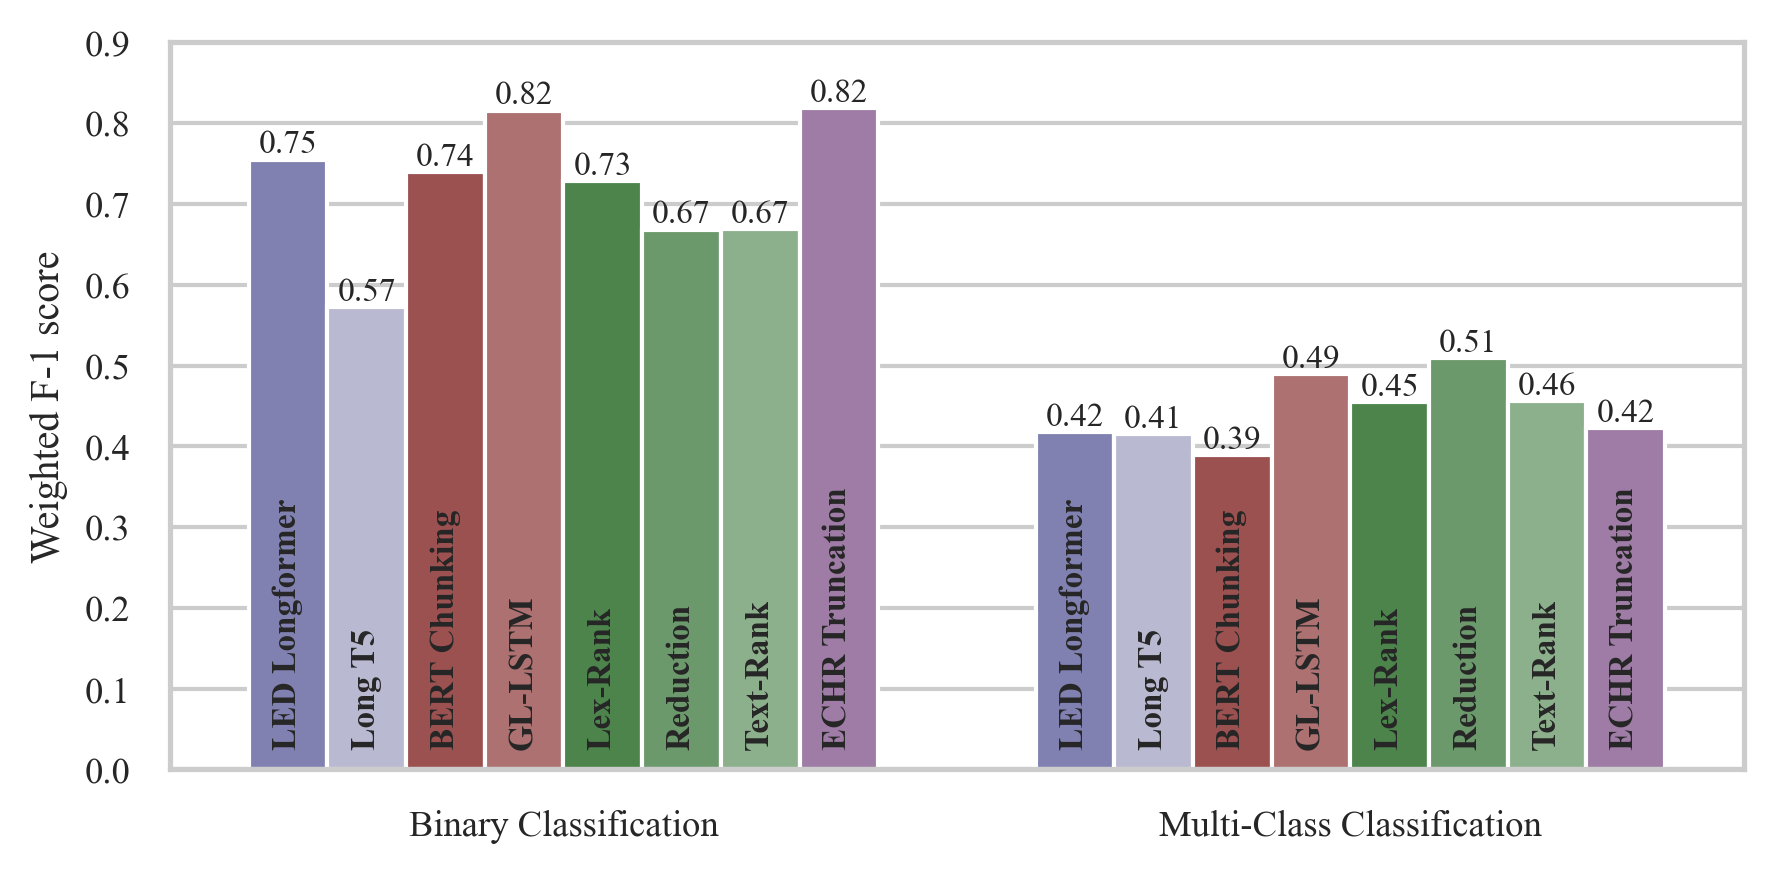 0.9
0.8
0.7
0.6
0.5
0.4
0.3
0.2
0.1
0.0
Weighted F-1 score
0.75
0.57
0.74
0.82
0.73
0.67
0.67
0.82
LED Longformer
Long T5
BERT Chunking
GL-LSTM
Lex-Rank
Reduction
Text-Rank
ECHR Truncation
Binary Classification
0.42
0.41
0.39
0.49
0.45
0.51
0.46
0.42
LED Longformer
Long T5
BERT Chunking
GL-LSTM
Lex-Rank
Reduction
Text-Rank
ECHR Truncation
Multi-Class Classification